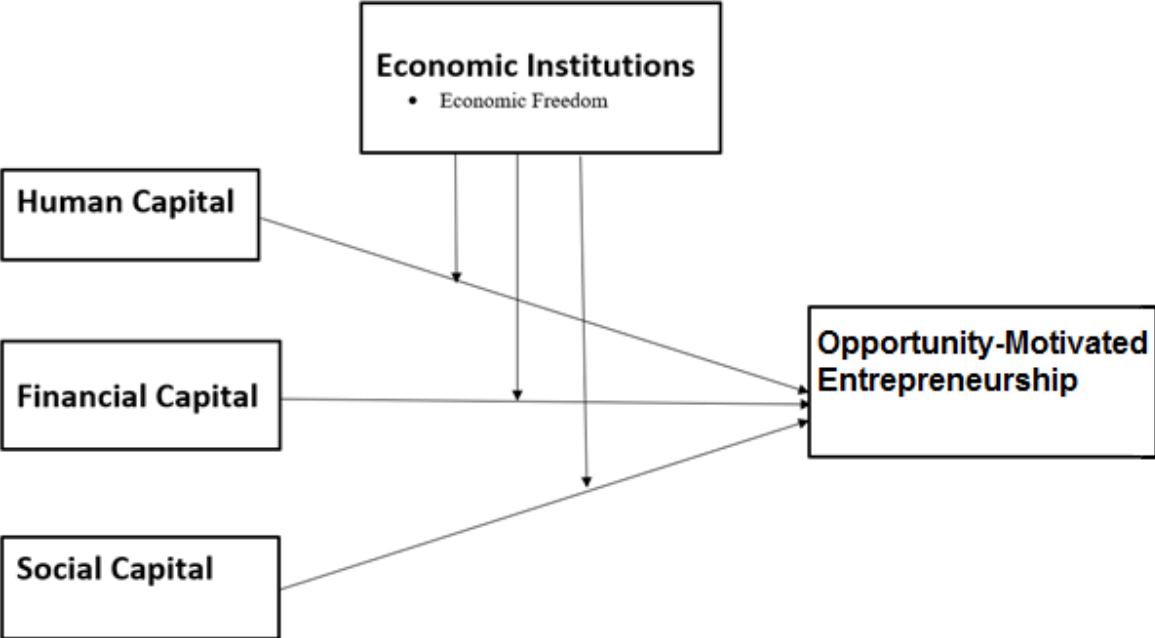 Economic Institutions
• Economic Freedom
Human Capital
Financial Capital
Social Capital
Opportunity-Motivated
Entrepreneurship